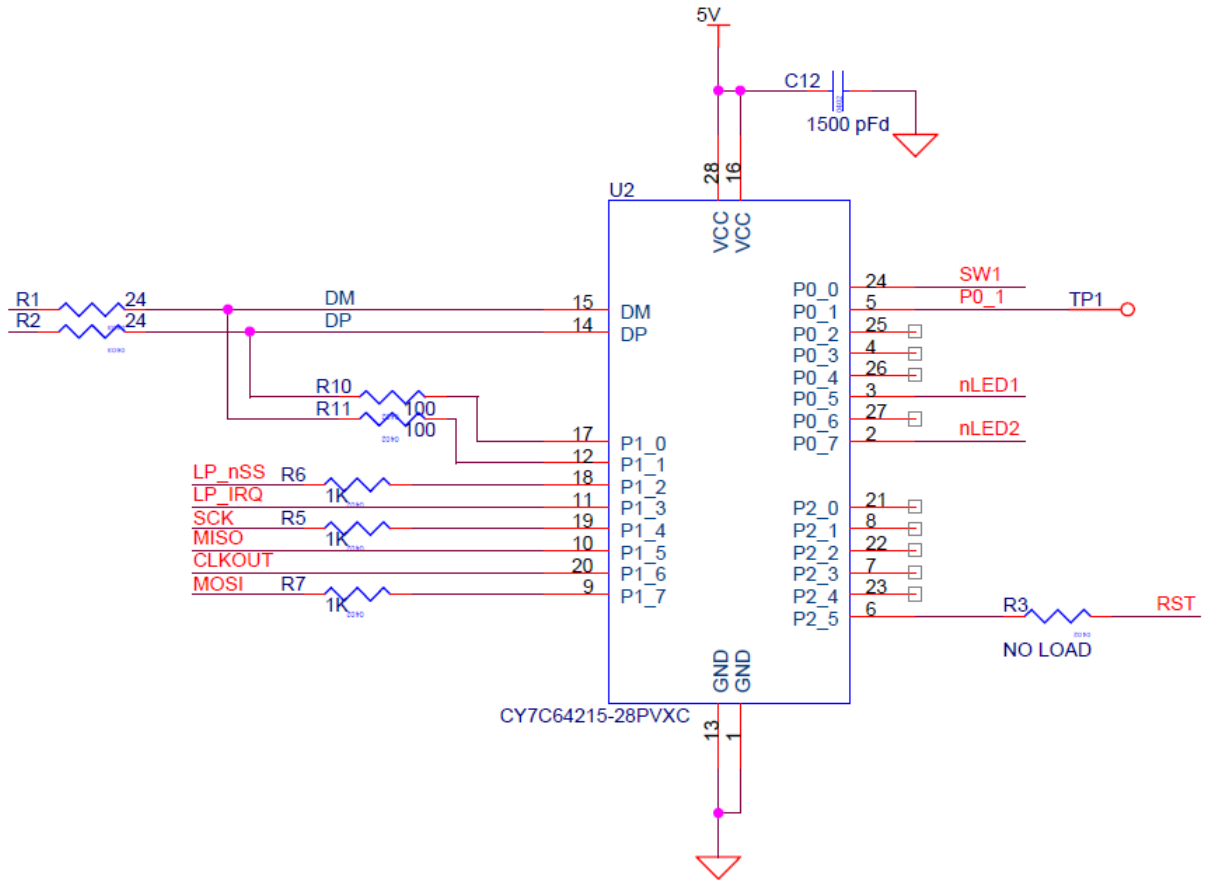 5V
C12
1500 pFd
28
16
U2
VCC
VCC
R1 24 DM 15 DM
R2 24 DP 14 DP
P0_0 24 SW1
P0_1 5 P0_1 TP1
P0_2 25
P0_3 4
P0_4 26
P0_5 3 nLED1
P0_6 27
P0_7 2 nLED2
R10 100
R11 100
17 P1_0
12 P1_1
LP_nSS R6 1K 18 P1_2
LP_IRQ 11 P1_3
SCK R5 1K 19 P1_4
MISO 10 P1_5
CLKOUT 20 P1_6
MOSI R7 1K 9 P1_7
P2_0 21
P2_1 8
P2_2 22
P2_3 7
P2_4 23
P2_5 6 R3 RST
NO LOAD
GND
GND
CY7C64215-28PVXC
13
1